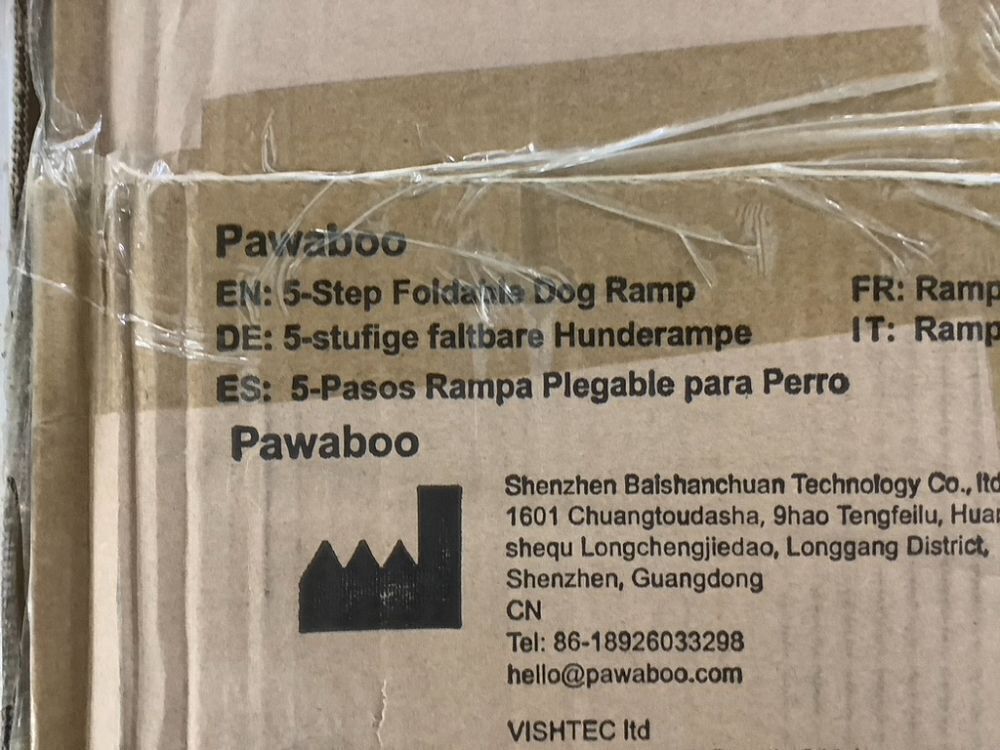 Pawaboo
EN: 5-Step Foldable Dog Ramp
FR: Ramp
DE: 5-stufige faltbare Hunderampe
IT: Ramp
ES: 5-Pasos Rampa Plegable para Perro
Pawaboo
Shenzhen Baishanchuan Technology Co., ltd
1601 Chuangtoudasha, 9hao Tengfeilu,
shequ Longchengjiedao, Longgang District,
Shenzhen, Guangdong
CN
Tel: 86-18926033298
hello@pawaboo.com
VISHTEC ltd